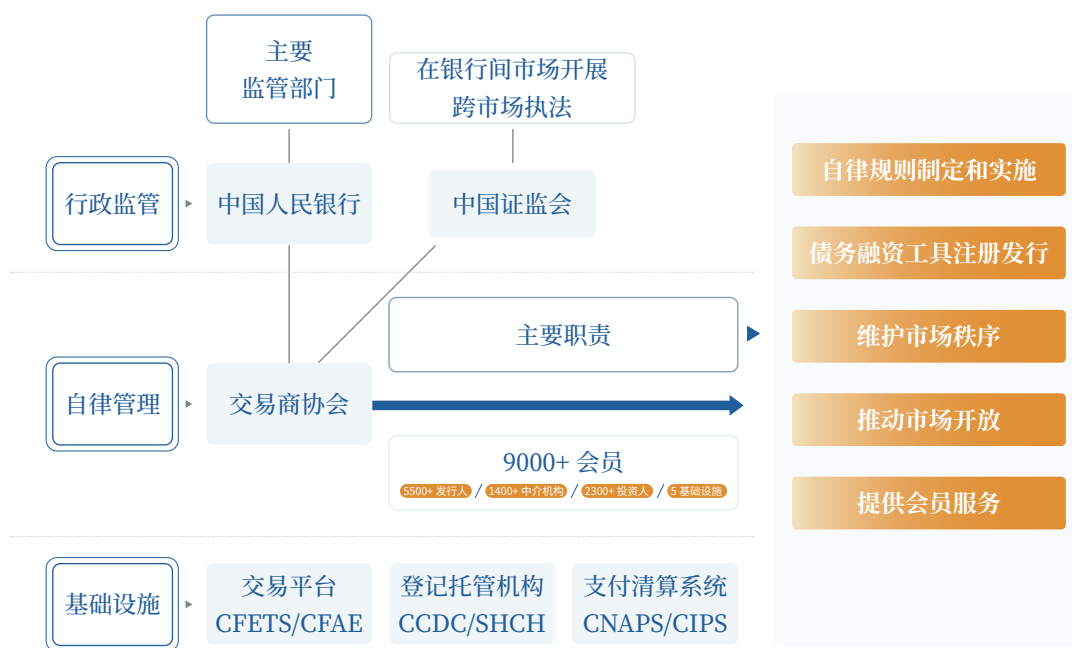 主要
监管部门
在银行间市场开展
跨市场执法
行政监管
中国人民银行
中国证监会
主要职责
自律管理
交易商协会
9000+ 会员
5500+ 发行人 / 1400+ 中介机构 / 2300+ 投资人 / 5 基础设施
基础设施
交易平台
CFETS/CFAE
登记托管机构
CCDC/SHCH
支付清算系统
CNAPS/CIPS
自律规则制定和实施
债务融资工具注册发行
维护市场秩序
推动市场开放
提供会员服务